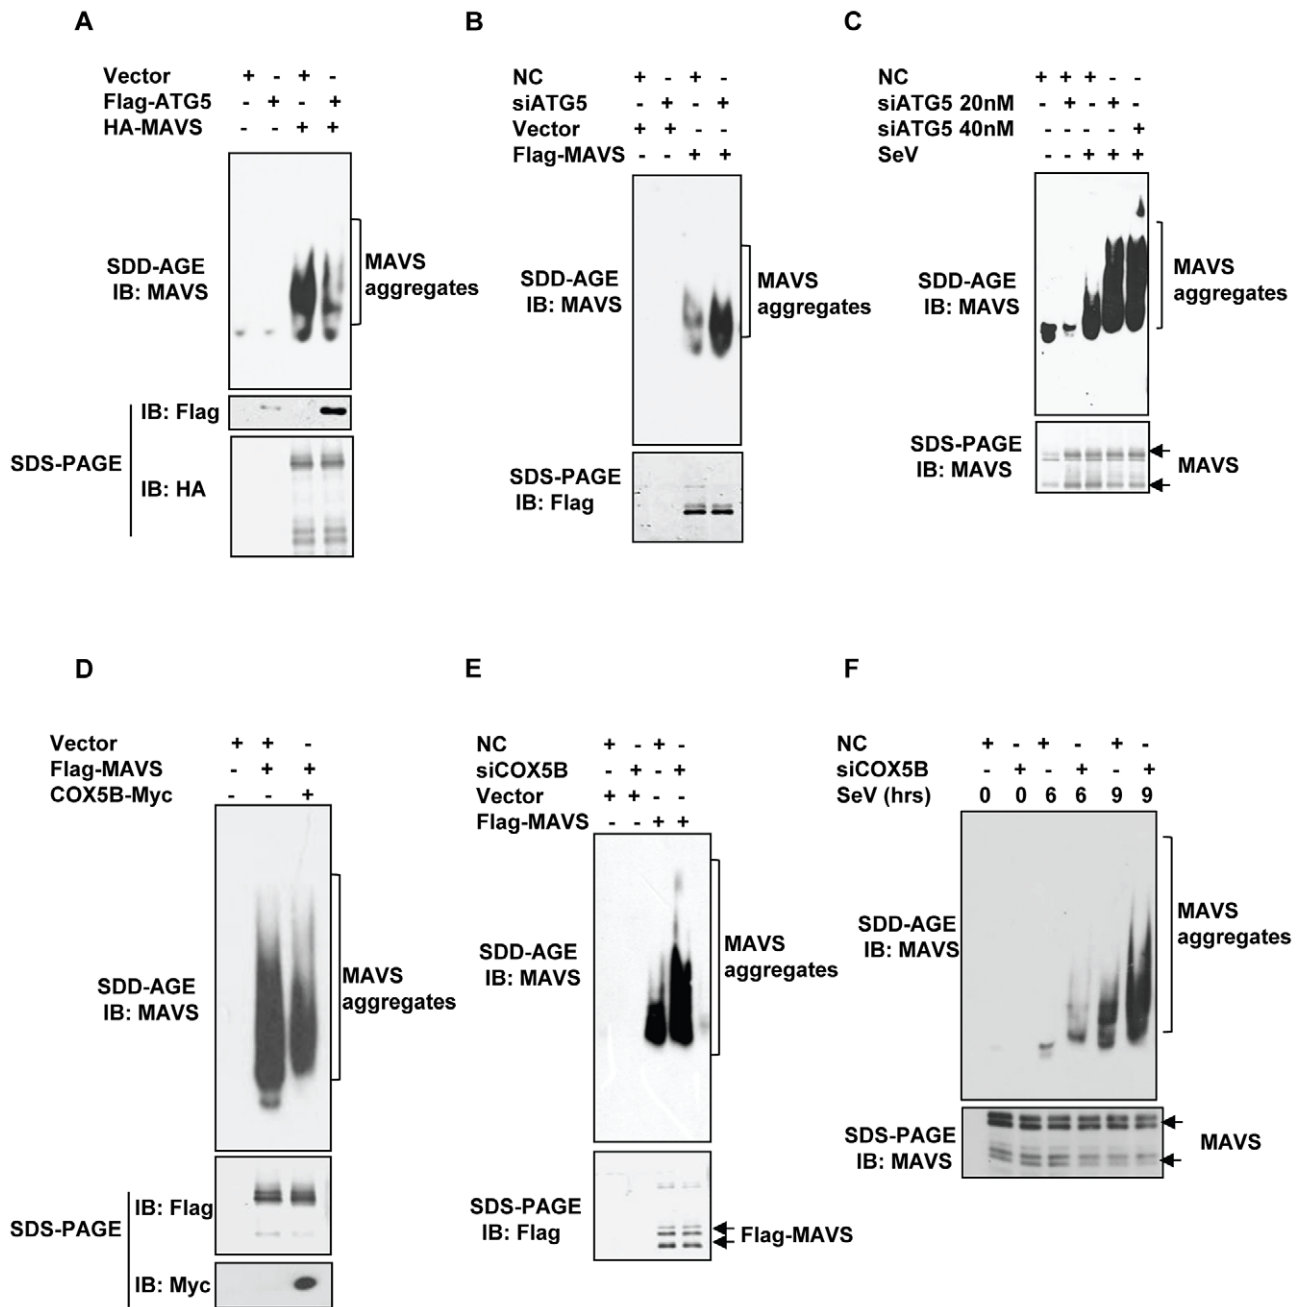 A
Vector + - + -
Flag-ATG5 - + - +
HA-MAVS - - + +
SDD-AGE
IB: MAVS
MAVS
aggregates
IB: Flag
SDS-PAGE
IB: HA
B
NC + - + -
siATG5 - + - +
Vector + + - -
Flag-MAVS - - + +
SDD-AGE
IB: MAVS
MAVS
aggregates
SDS-PAGE
IB: Flag
C
NC + + + - -
siATG5 20nM - + - + -
siATG5 40nM - - - - +
SeV - - + + +
SDD-AGE
IB: MAVS
MAVS
aggregates
SDS-PAGE
IB: MAVS
MAVS
D
Vector + + -
Flag-MAVS - + +
COX5B-Myc - - +
SDD-AGE
IB: MAVS
MAVS
aggregates
IB: Flag
SDS-PAGE
IB: Myc
E
NC + - + -
siCOX5B - + - +
Vector + + - -
Flag-MAVS - - + +
SDD-AGE
IB: MAVS
MAVS
aggregates
SDS-PAGE
IB: Flag
Flag-MAVS
F
NC + - + - + -
siCOX5B - + - + - +
SeV (hrs) 0 0 6 6 9 9
SDD-AGE
IB: MAVS
MAVS
aggregates
SDS-PAGE
IB: MAVS
MAVS